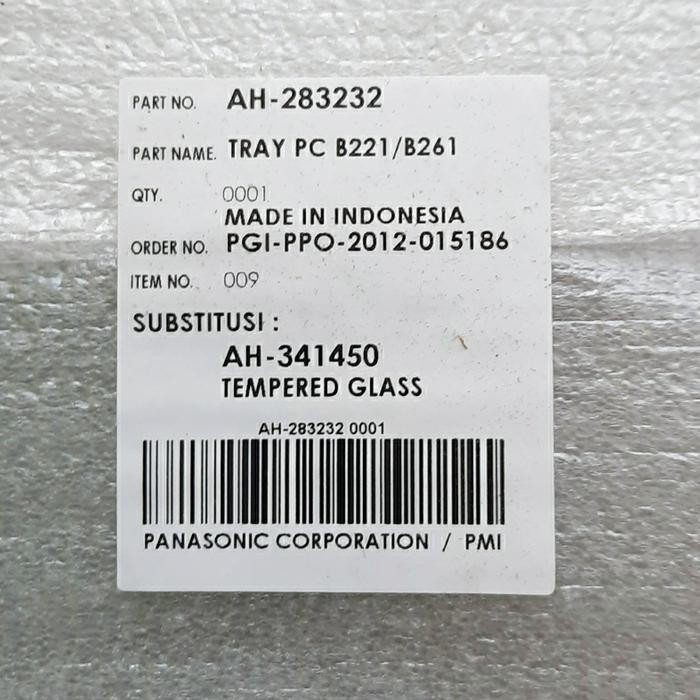 PART NO. AH-283232
PART NAME. TRAY PC B221/B261
QTY. 0001
MADE IN INDONESIA
ORDER NO. PGI-PPO-2012-015186
ITEM NO. 009
SUBSTITUSI :
AH-341450
TEMPERED GLASS
AH-283232 0001
PANASONIC CORPORATION / PMI